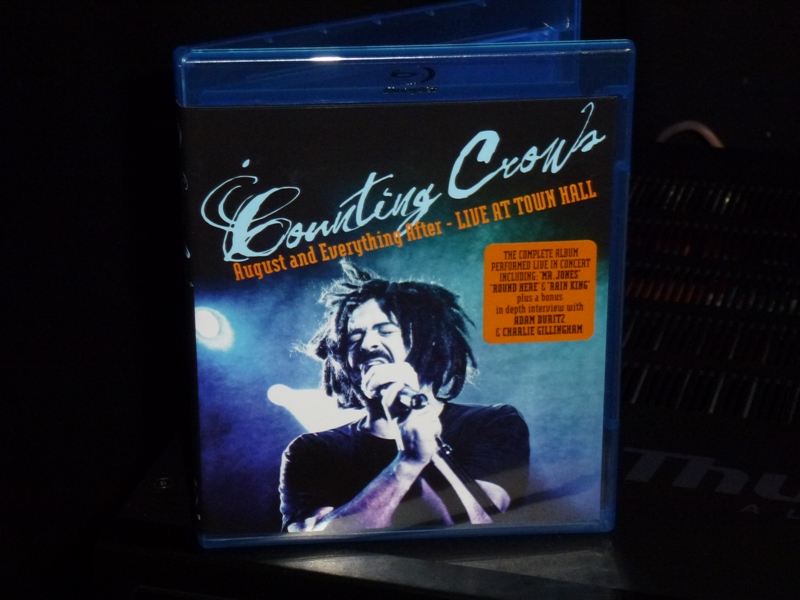 Counting Crows
August and Everything After - LIVE AT TOWN HALL
THE COMPLETE ALBUM
PERFORMED LIVE IN CONCERT
INCLUDING: "MR. JONES"
"ROUND HERE" & "RAIN KING"
plus a bonus
in depth interview with
ADAM DURITZ
& CHARLIE GILLINGHAM
Thu
A U